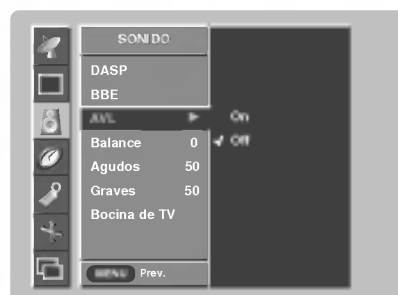 SONIDO
DASP
BBE
AVL
On
Off
Balance 0
Agudos 50
Graves 50
Bocina de TV
MENU Prev.